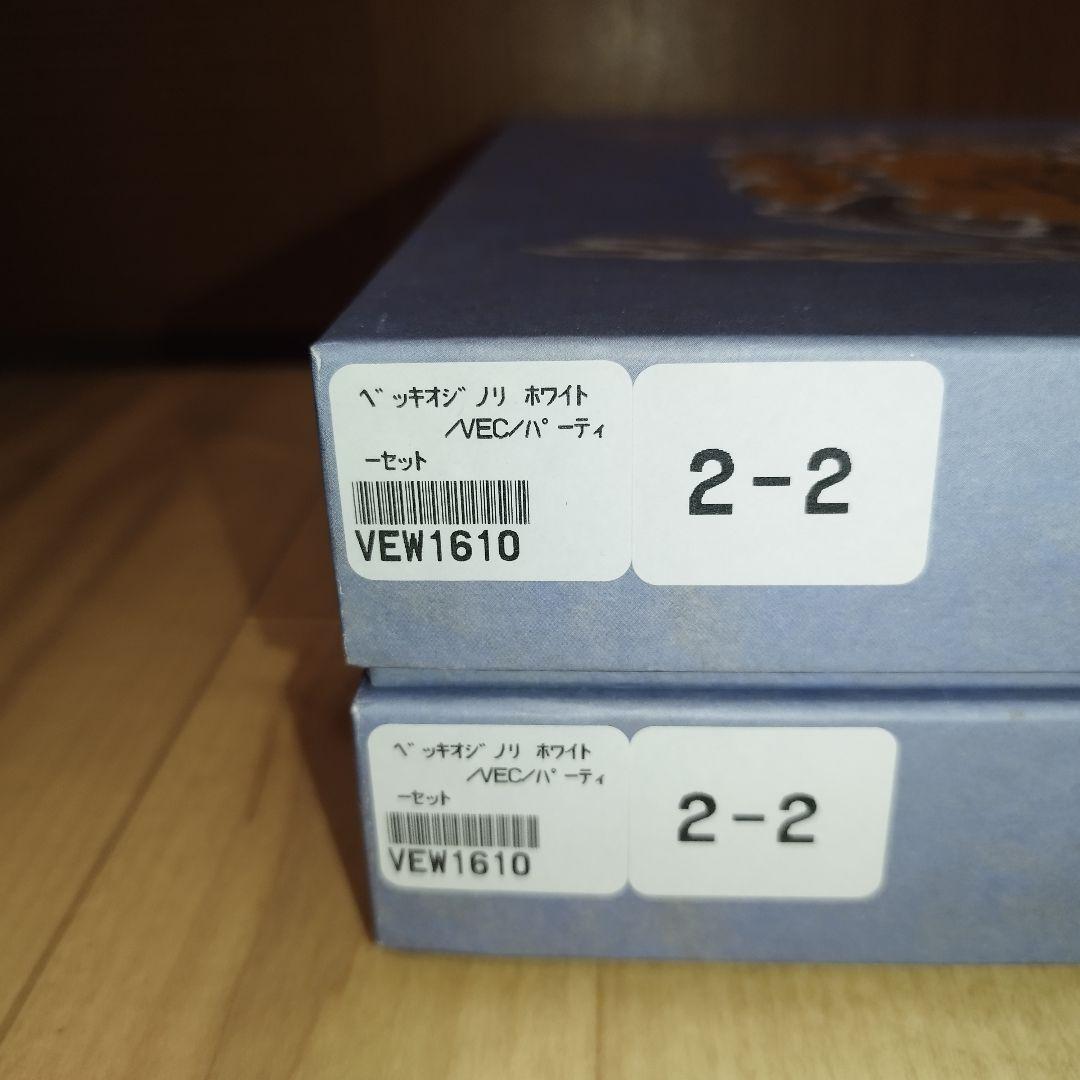 ﾍﾞｯｷｵｼﾞﾉﾘ ﾎﾜｲﾄ
/VEC/ﾊﾟｰﾃｨ
ｰｾｯﾄ
VEW1610
2-2
ﾍﾞｯｷｵｼﾞﾉﾘ ﾎﾜｲﾄ
/VEC/ﾊﾟｰﾃｨ
ｰｾｯﾄ
VEW1610
2-2